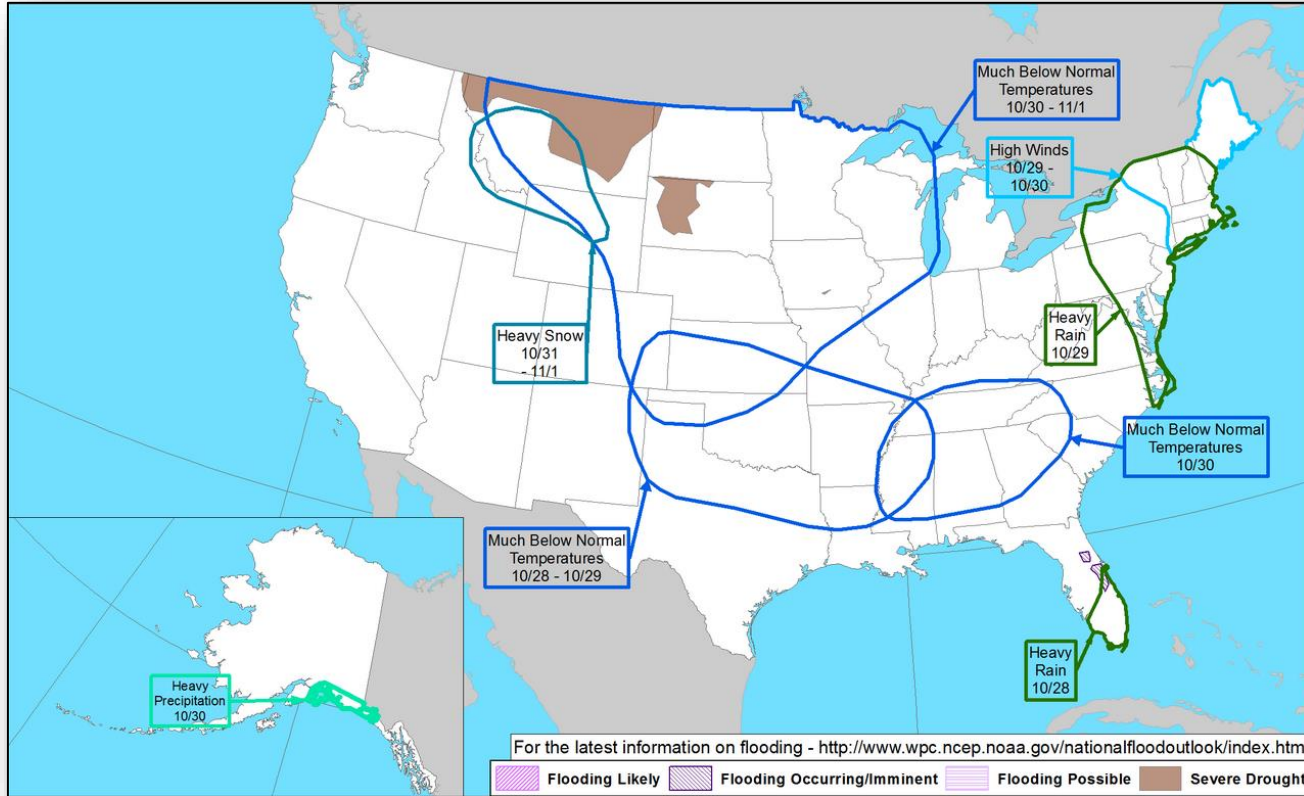 Much Below Normal
Temperatures
10/30 - 11/1
High Winds
10/29 -
10/30
Heavy
Rain
10/29
Heavy Snow
10/31
- 11/1
Much Below Normal
Temperatures
10/30
Much Below Normal
Temperatures
10/28 - 10/29
Heavy
Rain
10/28
Heavy
Precipitation
10/30
For the latest information on flooding - http://www.wpc.ncep.noaa.gov/nationalfloodoutlook/index.htm
Flooding Likely
Flooding Occurring/Imminent
Flooding Possible
Severe Drought